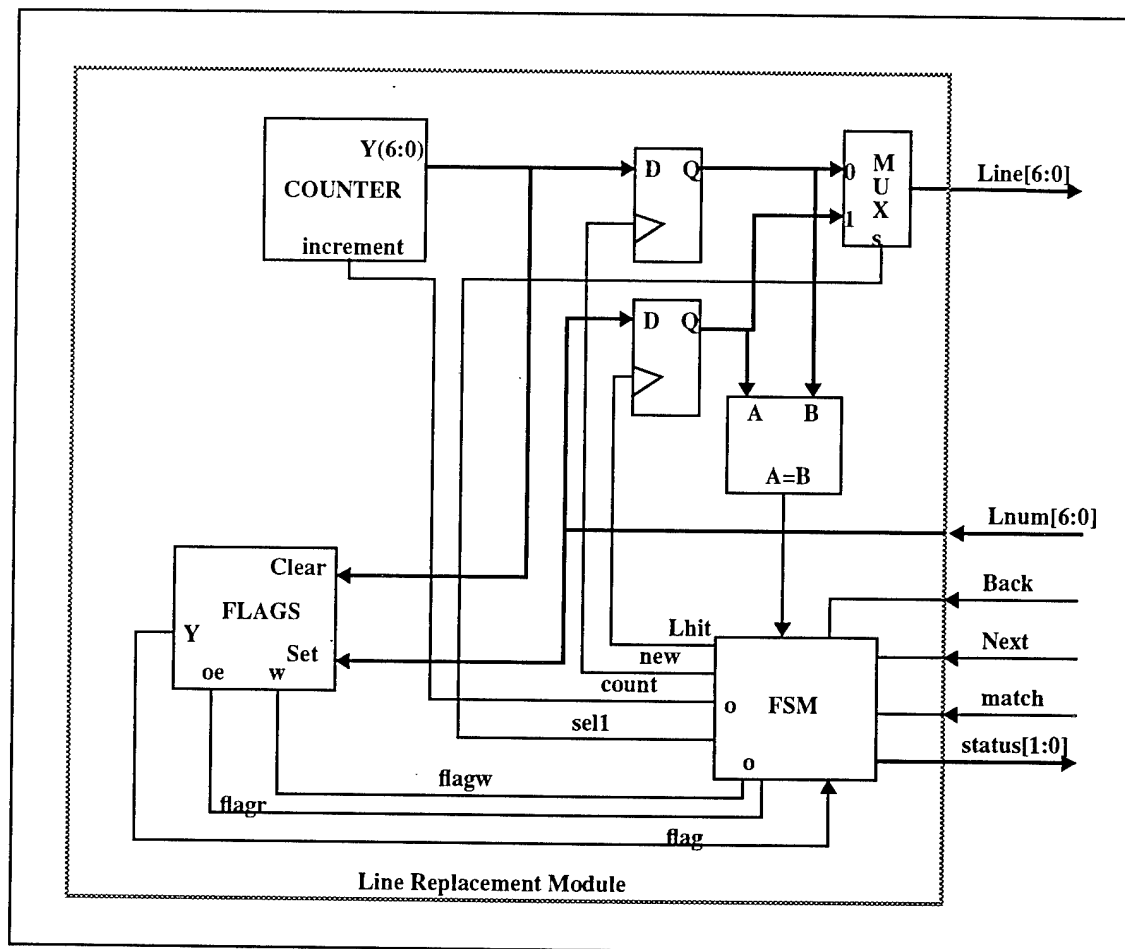 Y(6:0)
COUNTER
increment
D Q
0
1
M
U
X
s
Line[6:0]
D Q
A B
A=B
Lnum[6:0]
Clear
FLAGS
Y
Set
oe w
Back
Lhit
new
Next
count
o
FSM
match
sel1
status[1:0]
o
flagw
flagr
flag
Line Replacement Module